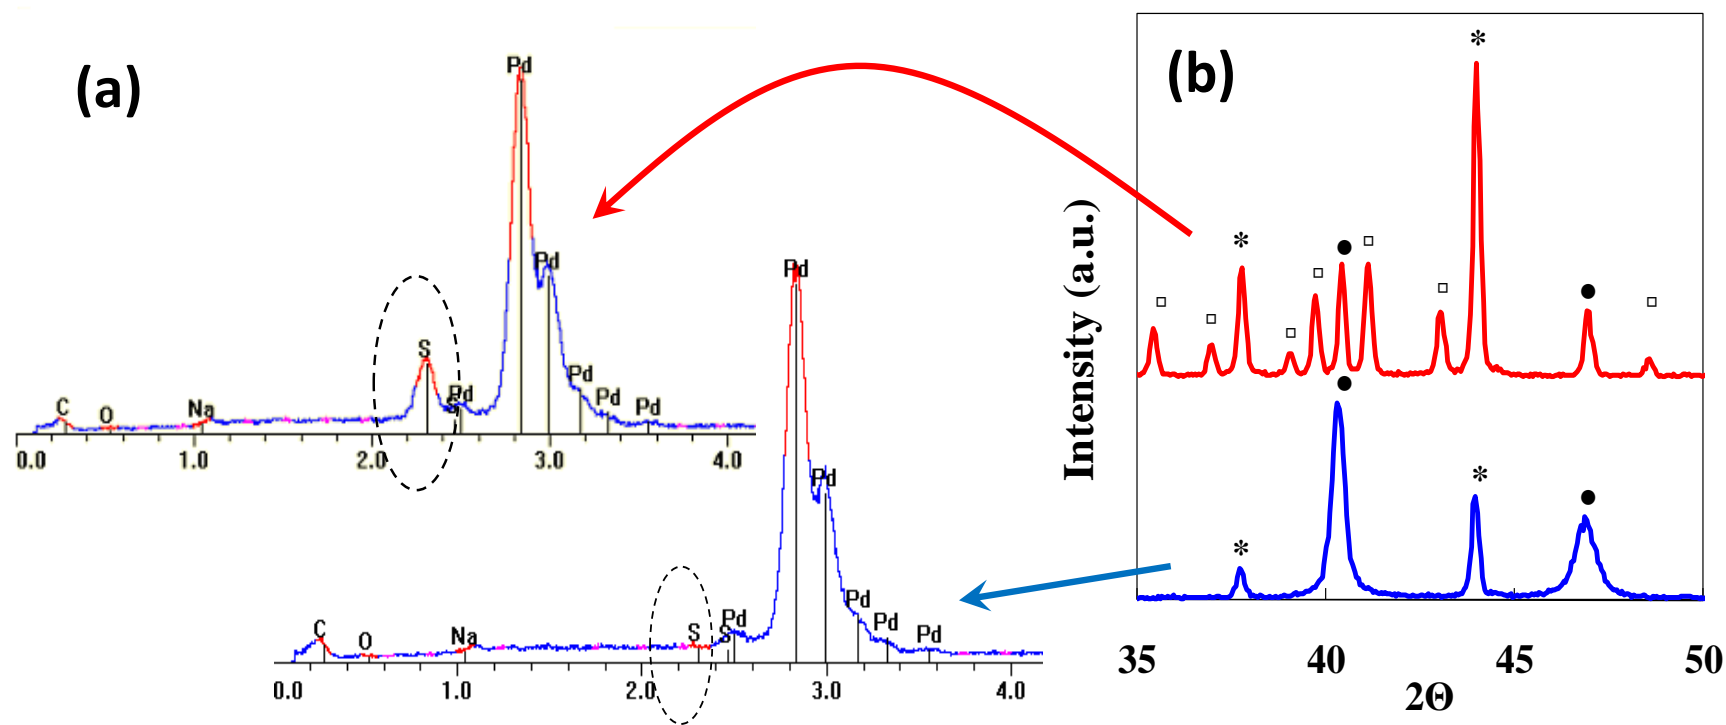 (a)
Pd
Pd
S
Pd
S
Pd
Pd
Pd
C
O
Na
0.0 1.0 2.0 3.0 4.0
Pd
Pd
Pd
Pd
Pd
Pd
S
S
C
O
Na
0.0 1.0 2.0 3.0 4.0
(b)
*
*
*
*
Intensity (a.u.)
35 40 45 50
2Θ